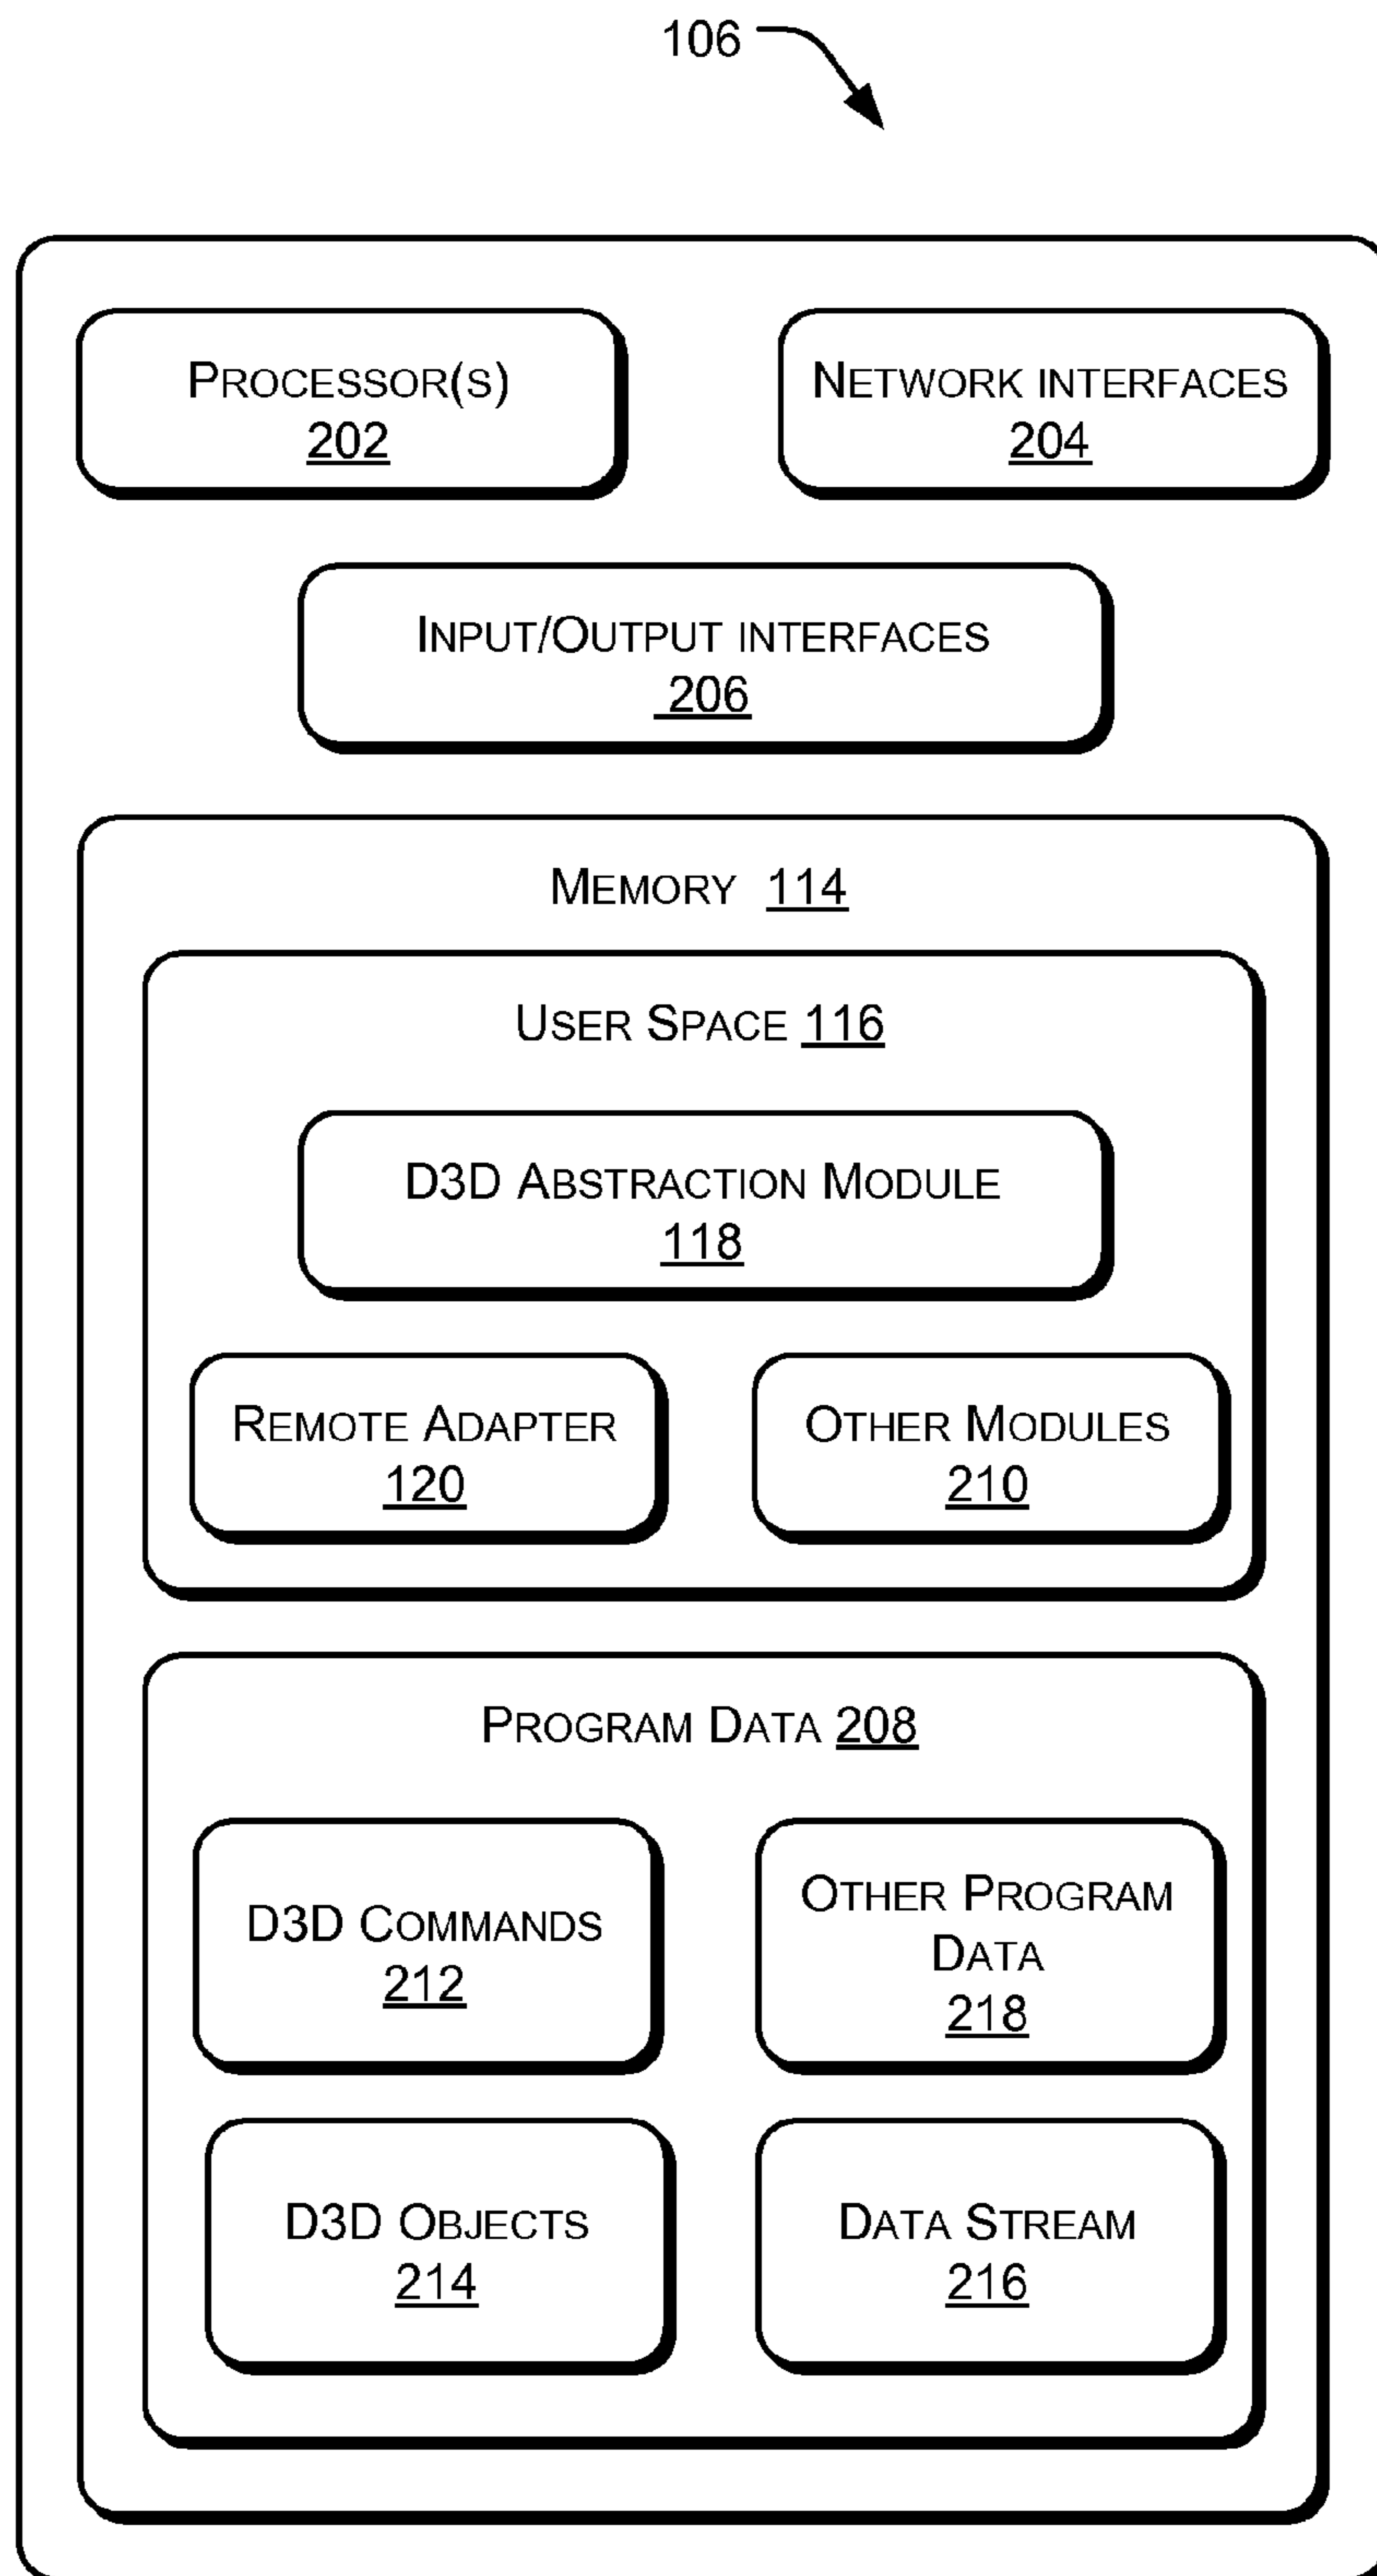 106
PROCESSOR(S)
202
NETWORK INTERFACES
204
INPUT/OUTPUT INTERFACES
206
MEMORY 114
USER SPACE 116
D3D ABSTRACTION MODULE
118
REMOTE ADAPTER
120
OTHER MODULES
210
PROGRAM DATA 208
D3D COMMANDS
212
OTHER PROGRAM
DATA
218
D3D OBJECTS
214
DATA STREAM
216